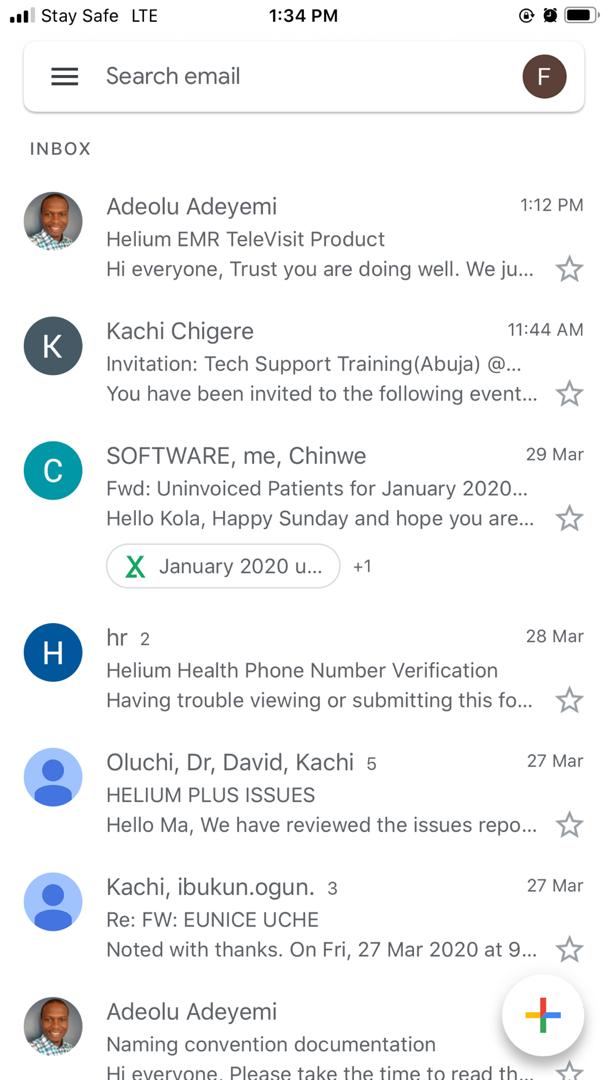 Stay Safe LTE 1:34 PM
Search email F
INBOX
Adeolu Adeyemi 1:12 PM
Helium EMR TeleVisit Product
Hi everyone, Trust you are doing well. We ju...
K Kachi Chigere 11:44 AM
Invitation: Tech Support Training(Abuja) @...
You have been invited to the following event...
C SOFTWARE, me, Chinwe 29 Mar
Fwd: Uninvoiced Patients for January 2020...
Hello Kola, Happy Sunday and hope you are...
X January 2020 u... +1
H hr 2 28 Mar
Helium Health Phone Number Verification
Having trouble viewing or submitting this fo...
Oluchi, Dr, David, Kachi 5 27 Mar
HELIUM PLUS ISSUES
Hello Ma, We have reviewed the issues repo...
Kachi, ibukun.ogun. 3 27 Mar
Re: FW: EUNICE UCHE
Noted with thanks. On Fri, 27 Mar 2020 at 9...
Adeolu Adeyemi
Naming convention documentation
Hi everyone, Please take the time to read th...